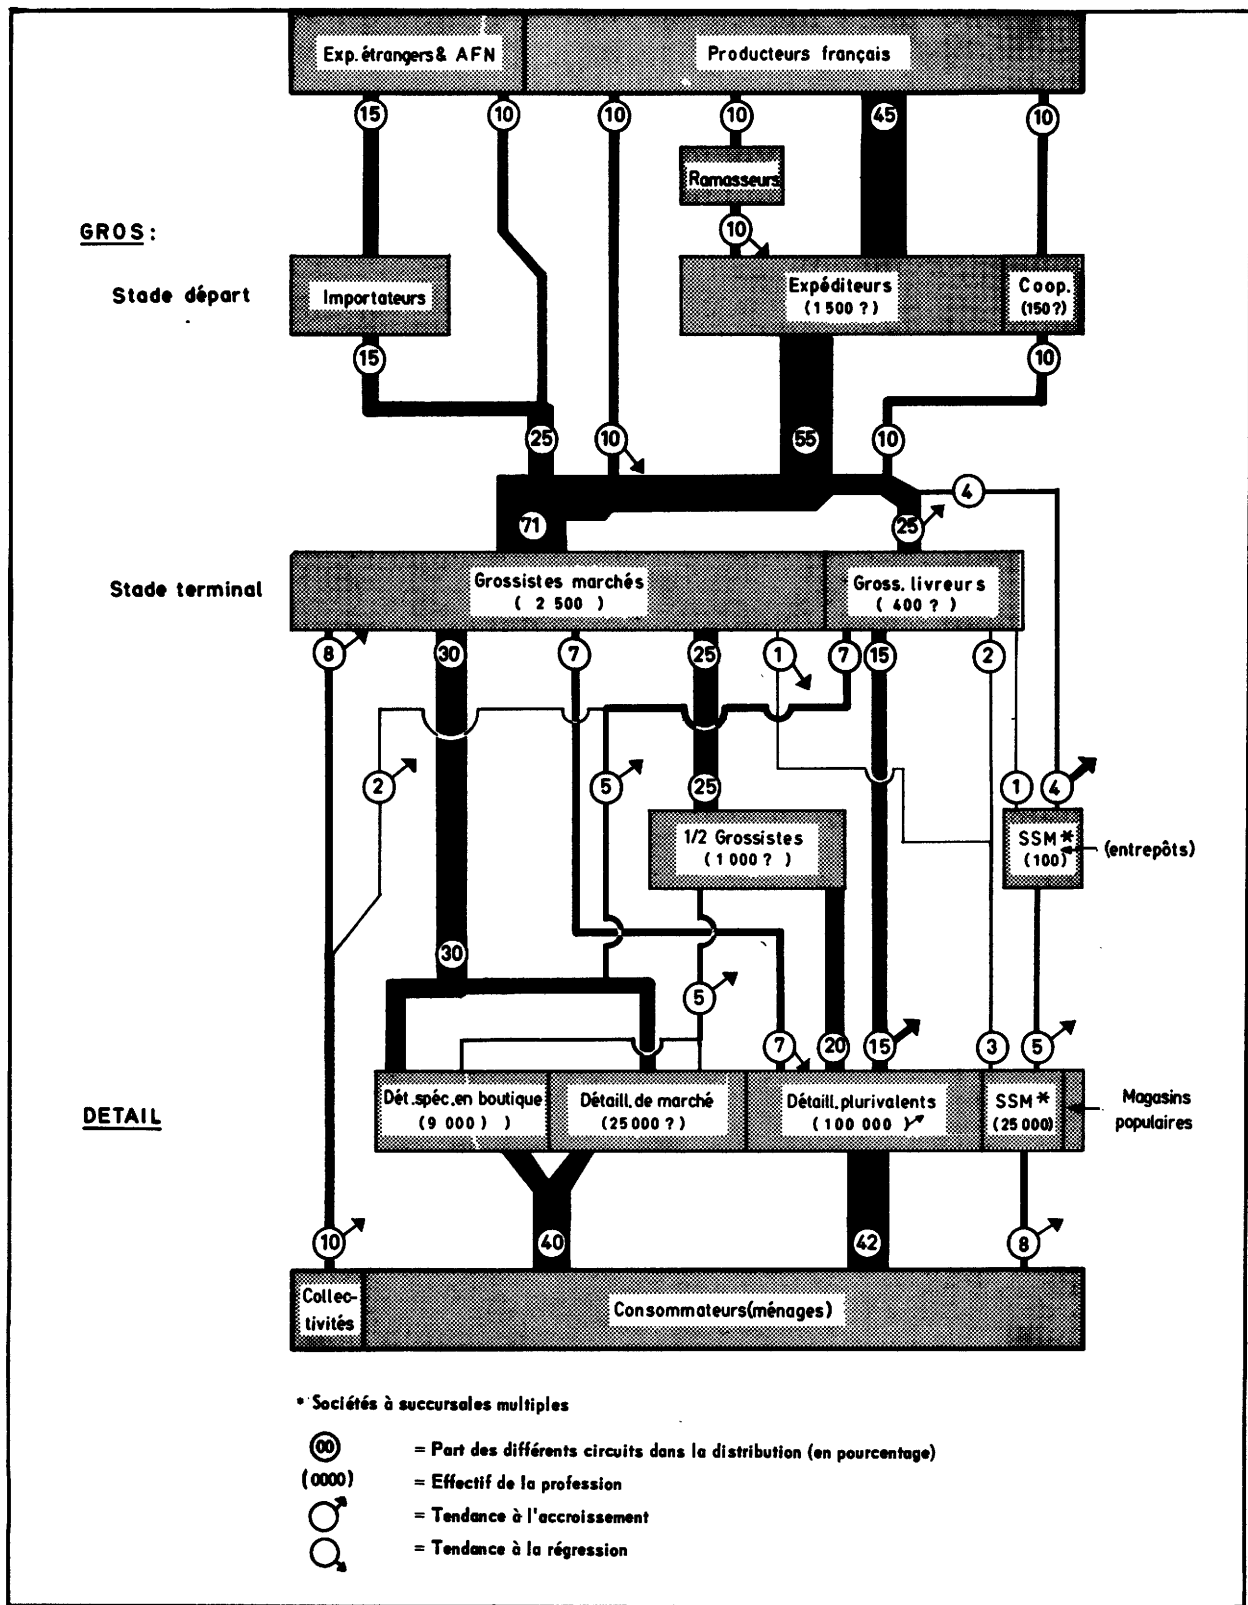 Exp. étrangers & AFN
Producteurs français
15
10
10
10
45
10
Ramasseurs
10
GROS :
Stade départ
Importateurs
Expéditeurs
(1 500 ?)
Coop.
(150 ?)
15
10
25
10
55
10
4
71
25
Stade terminal
Grossistes marchés
( 2 500 )
Gross. livreurs
( 400 ? )
8
30
7
25
1
7
15
2
2
5
25
1
4
1/2 Grossistes
(1 000 ? )
SSM *
(100)
(entrepôts)
30
5
7
20
15
3
5
DETAIL
Dét. spéc. en boutique
(9 000) )
Détaill. de marché
(25 000 ?)
Détaill. plurivalents
( 100 000 )
SSM *
(25 000)
Magasins
populaires
10
40
42
8
Collec-
tivités
Consommateurs (ménages)
* Sociétés à succursales multiples
00 = Part des différents circuits dans la distribution (en pourcentage)
(0000) = Effectif de la profession
= Tendance à l'accroissement
= Tendance à la régression